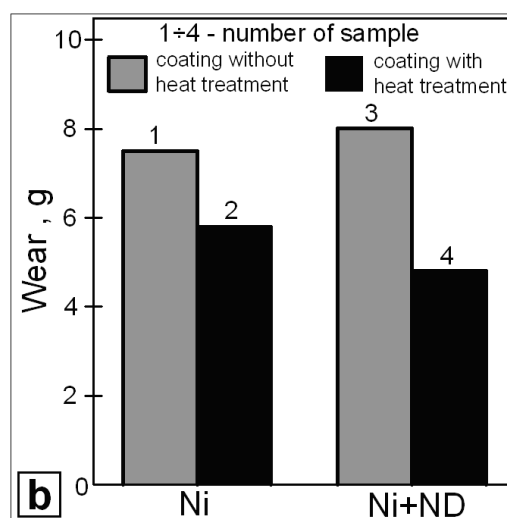 1÷4 - number of sample
coating without
heat treatment
coating with
heat treatment
10
8
6
4
2
0
Wear , g
1
2
3
4
Ni
Ni+ND
b